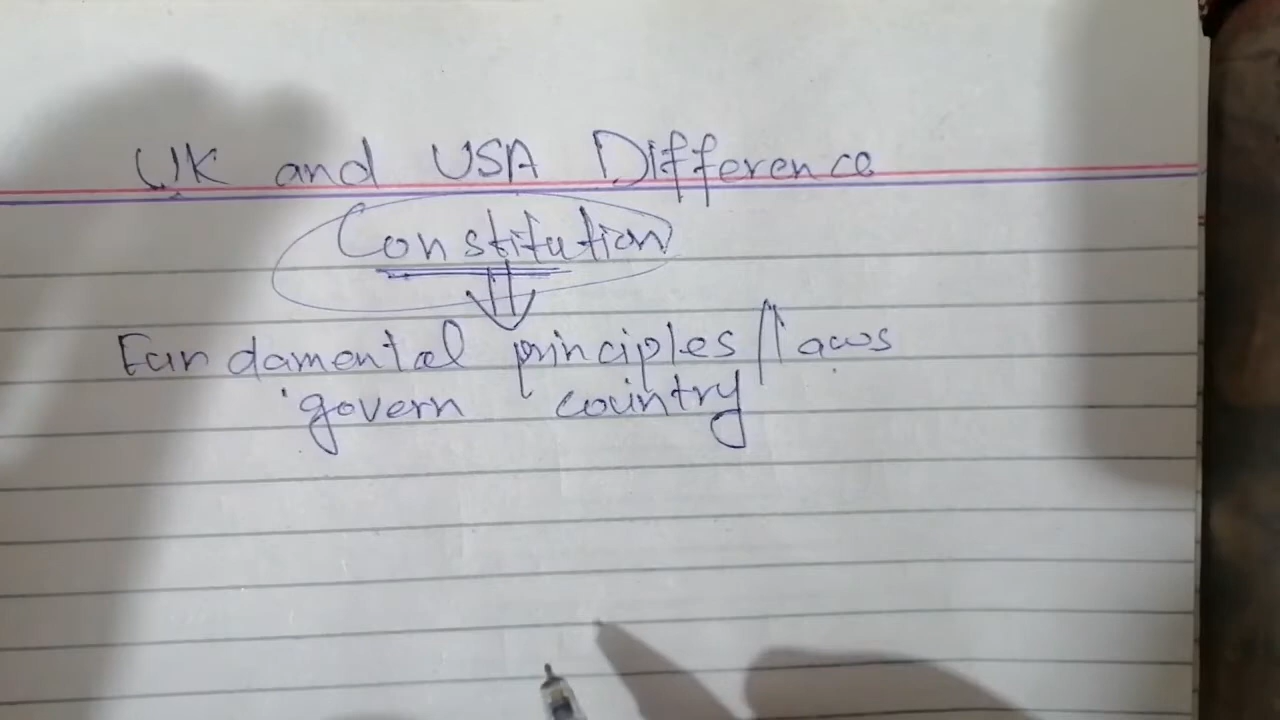 UK and USA Difference
Constitution
Fundamental principles/laws
govern country